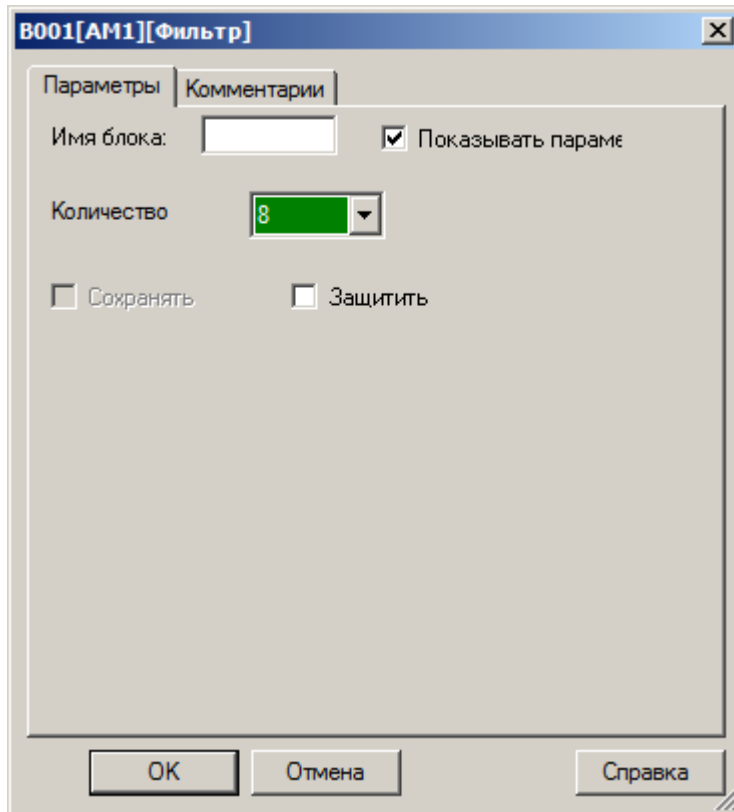 B001[AM1][Фильтр]
Параметры Комментарии
Имя блока: Показывать параме
Количество 8
Сохранять Защитить
OK Отмена Справка